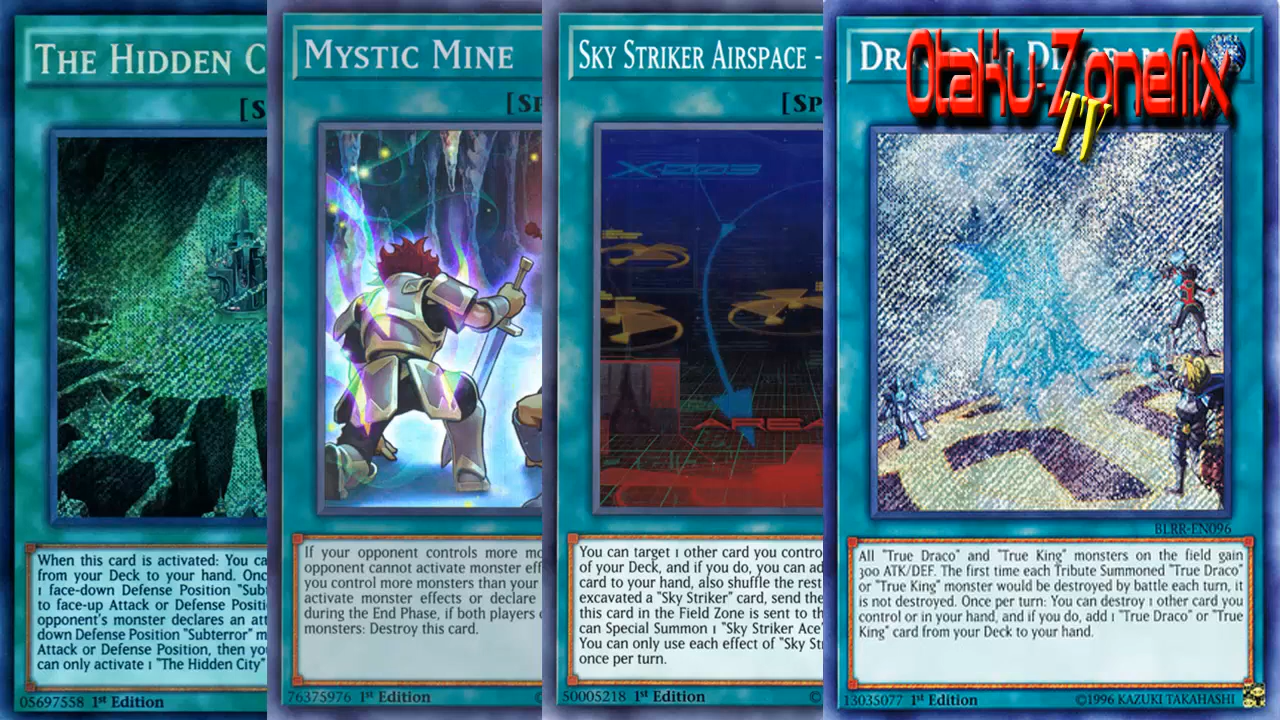 THE HIDDEN C
[S
When this card is activated: You ca
from your Deck to your hand. Onc
1 face-down Defense Position "Sub
to face-up Attack or Defense Positi
opponent's monster declares an att
down Defense Position "Subterror" m
Attack or Defense Position, then you
can only activate 1 "The Hidden City"
05697558 1st Edition
MYSTIC MINE
[SP
If your opponent controls more mo
opponent cannot activate monster eff
you control more monsters than your
activate monster effects or declare
during the End Phase, if both players c
monsters: Destroy this card.
76375976 1st Edition ©
SKY STRIKER AIRSPACE -
[SP
X-003
AREA
You can target 1 other card you contro
of your Deck, and if you do, you can ad
card to your hand, also shuffle the rest
excavated a "Sky Striker" card, send the
this card in the Field Zone is sent to th
can Special Summon 1 "Sky Striker Ace"
You can only use each effect of "Sky Str
once per turn.
50005218 1st Edition ©
Otaku-ZoneMx
TV
BLRR-EN096
All "True Draco" and "True King" monsters on the field gain
300 ATK/DEF. The first time each Tribute Summoned "True Draco"
or "True King" monster would be destroyed by battle each turn, it
is not destroyed. Once per turn: You can destroy 1 other card you
control or in your hand, and if you do, add 1 "True Draco" or "True
King" card from your Deck to your hand.
13035077 1st Edition ©1996 KAZUKI TAKAHASHI